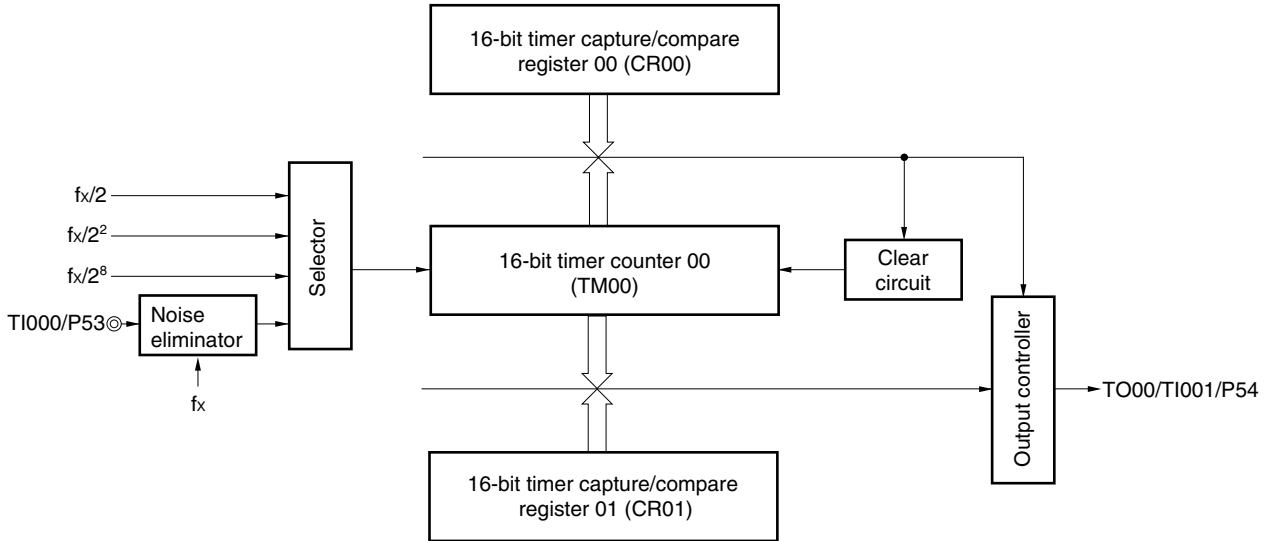 16-bit timer capture/compare
register 00 (CR00)
fx/2
fx/2²
fx/2⁸
TI000/P53
Noise
eliminator
fx
Selector
16-bit timer counter 00
(TM00)
Clear
circuit
Output controller
TO00/TI001/P54
16-bit timer capture/compare
register 01 (CR01)